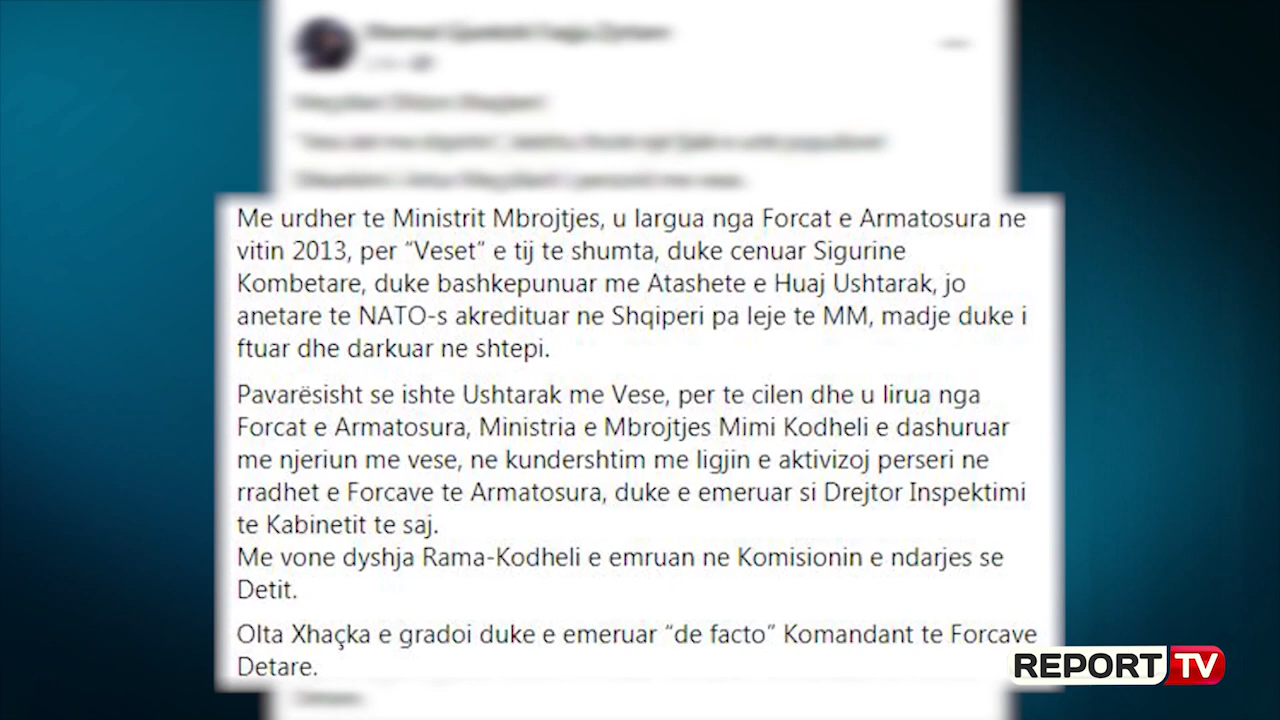 Me urdher te Ministrit Mbrojtjes, u largua nga Forcat e Armatosura ne
vitin 2013, per “Veset” e tij te shumta, duke cenuar Sigurine
Kombetare, duke bashkepunuar me Atashete e Huaj Ushtarak, jo
anetare te NATO-s akredituar ne Shqiperi pa leje te MM, madje duke i
ftuar dhe darkuar ne shtepi.
Pavarësisht se ishte Ushtarak me Vese, per te cilen dhe u lirua nga
Forcat e Armatosura, Ministria e Mbrojtjes Mimi Kodheli e dashuruar
me njeriun me vese, ne kundershtim me ligjin e aktivizoj perseri ne
rradhet e Forcave te Armatosura, duke e emeruar si Drejtor Inspektimi
te Kabinetit te saj.
Me vone dyshja Rama-Kodheli e emruan ne Komisionin e ndarjes se
Detit.
Olta Xhaçka e gradoi duke e emeruar “de facto” Komandant te Forcave
Detare.
REPORT TV